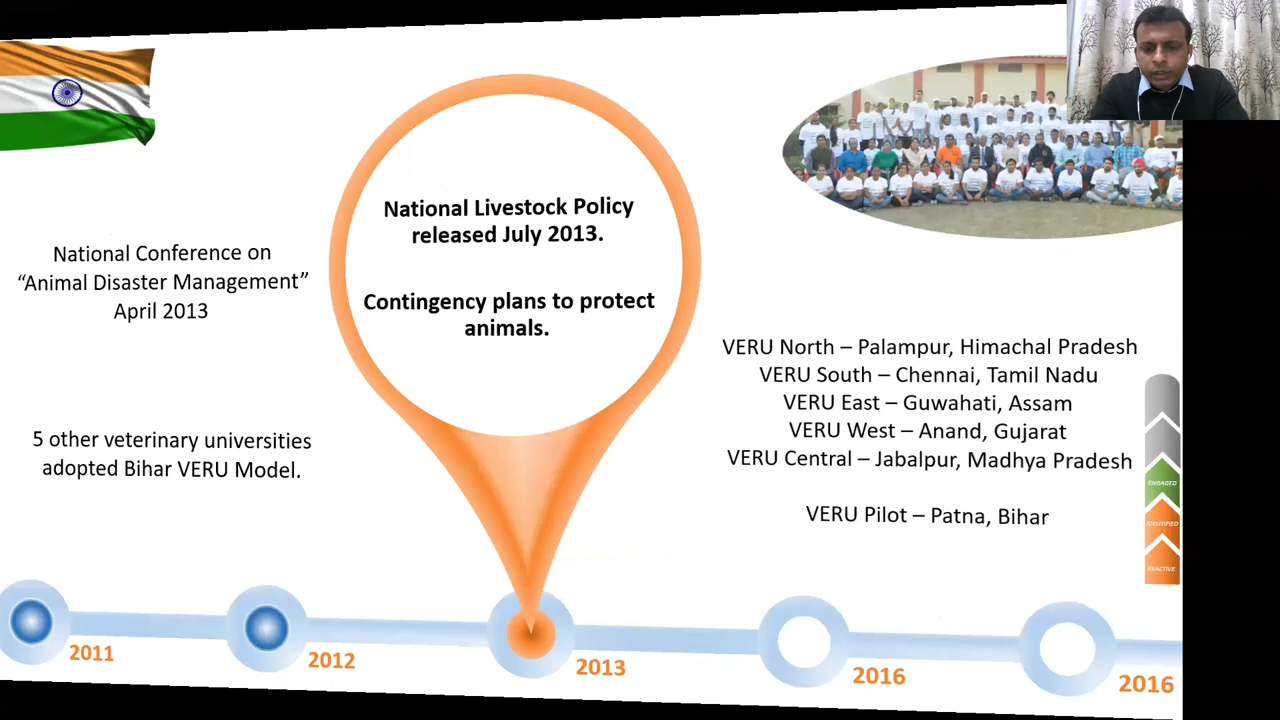 National Livestock Policy
released July 2013.
Contingency plans to protect
animals.
National Conference on
“Animal Disaster Management”
April 2013
5 other veterinary universities
adopted Bihar VERU Model.
VERU North – Palampur, Himachal Pradesh
VERU South – Chennai, Tamil Nadu
VERU East – Guwahati, Assam
VERU West – Anand, Gujarat
VERU Central – Jabalpur, Madhya Pradesh
VERU Pilot – Patna, Bihar
ENGAGED
IDENTIFIED
REACTIVE
2011
2012
2013
2016
2016